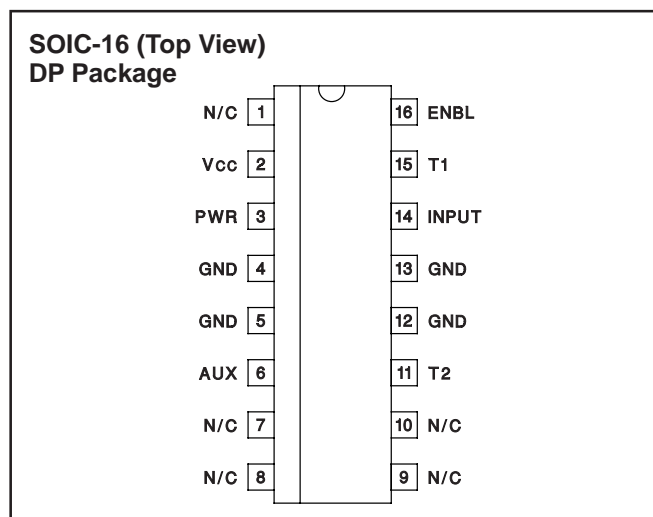 SOIC-16 (Top View)
DP Package
N/C 1 16 ENBL
VCC 2 15 T1
PWR 3 14 INPUT
GND 4 13 GND
GND 5 12 GND
AUX 6 11 T2
N/C 7 10 N/C
N/C 8 9 N/C